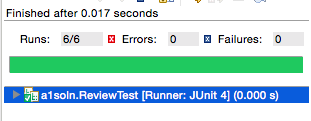 Finished after 0.017 seconds
Runs: 6/6 Errors: 0 Failures: 0
a1soln.ReviewTest [Runner: JUnit 4] (0.000 s)